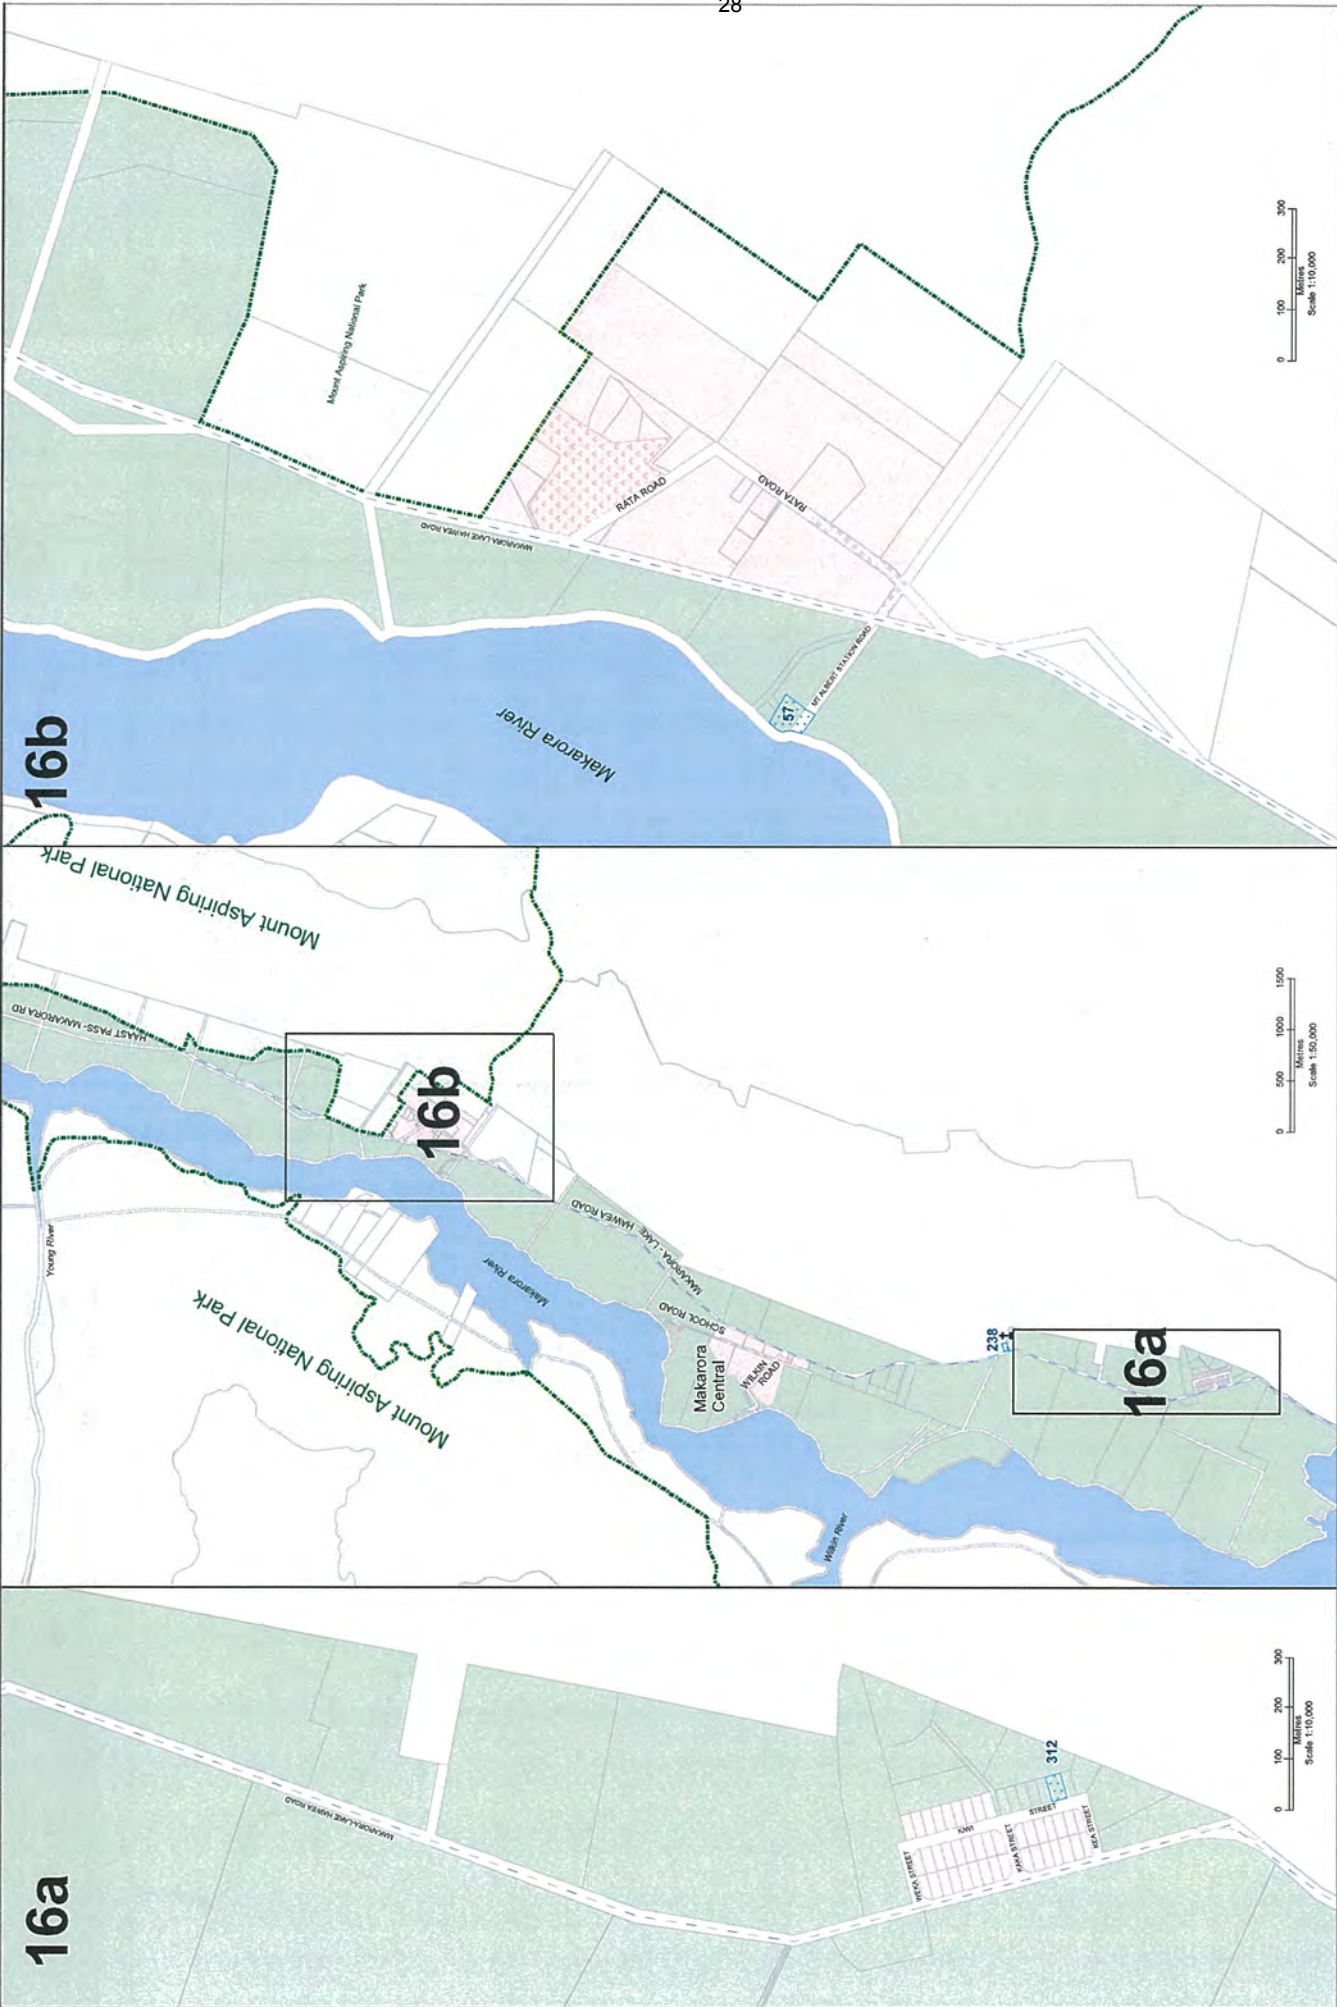 28
16b
Mount Aspiring National Park
MAKARORA-LAKE HAWEA ROAD
RATA ROAD
RATA ROAD
MT ALBERT STATION ROAD
57
Makarora River
0 100 200 300
Metres
Scale 1:10,000
Mount Aspiring National Park
HAAST PASS- MAKARORA RD
16b
Young River
Mount Aspiring National Park
Makarora River
MAKARORA - LAKE HAWEA ROAD
SCHOOL ROAD
Makarora
Central
WILKIN
ROAD
Wilkin River
238
16a
0 500 1000 1500
Metres
Scale 1:50,000
16a
MAKARORA-LAKE HAWEA ROAD
WEKA STREET
KIWI STREET
KAKA STREET
KEA STREET
312
0 100 200 300
Metres
Scale 1:10,000